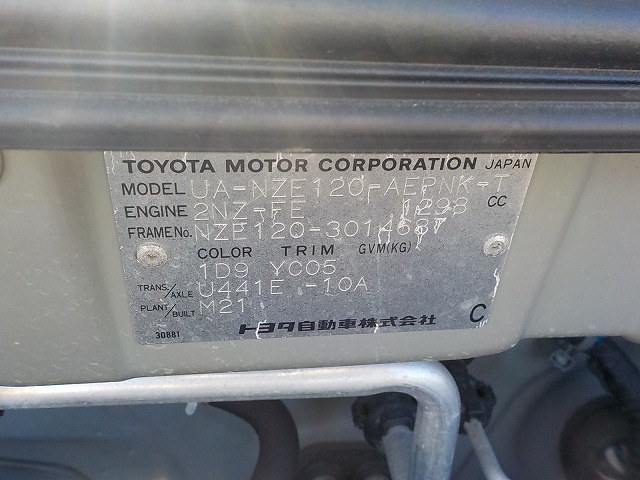 TOYOTA MOTOR CORPORATION JAPAN
MODEL UA-NZE120-AEPNK-T
ENGINE 2NZ-FE 1298 CC
FRAME No. NZE120-3014687
COLOR TRIM GVM(KG)
1D9 YC05
TRANS./AXLE U441E -10A
PLANT/BUILT M21
30881 トヨタ自動車株式会社 C